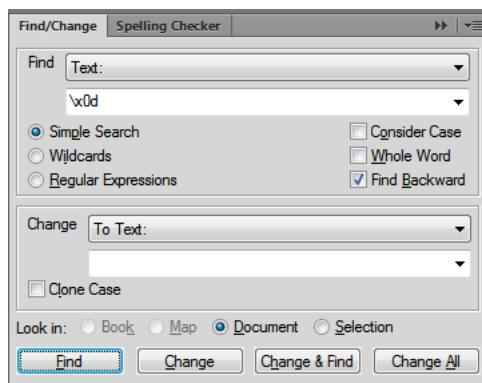 Find/Change Spelling Checker
Find Text:
\x0d
Simple Search Consider Case
Wildcards Whole Word
Regular Expressions Find Backward
Change To Text:
Clone Case
Look in: Book Map Document Selection
Find Change Change & Find Change All